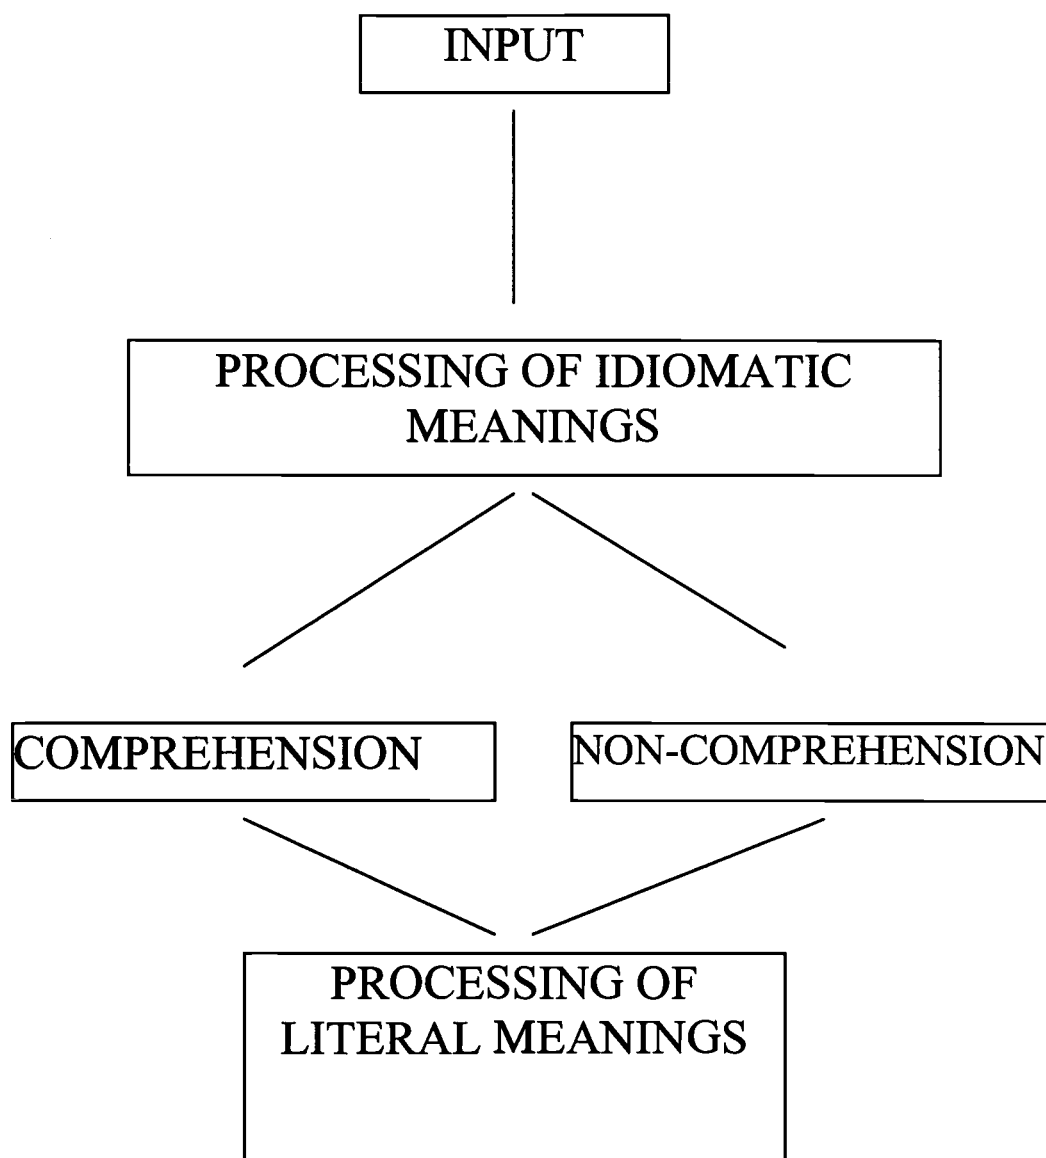 INPUT
PROCESSING OF IDIOMATIC
MEANINGS
COMPREHENSION
NON-COMPREHENSION
PROCESSING OF
LITERAL MEANINGS